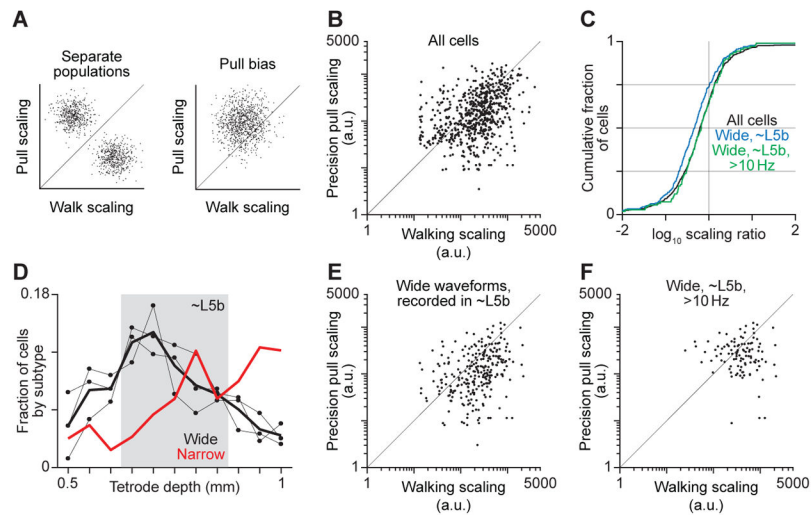 A
Separate
populations
Pull scaling
Walk scaling
Pull bias
Pull scaling
Walk scaling
B
All cells
Precision pull scaling
(a.u.)
5000
1
1
5000
Walking scaling
(a.u.)
C
Cumulative fraction
of cells
1
0
All cells
Wide, ~L5b
Wide, ~L5b,
>10 Hz
-2
-1
0
1
2
log10 scaling ratio
D
Fraction of cells
by subtype
0.18
0
~L5b
Wide
Narrow
0.5
1
Tetrode depth (mm)
E
Wide waveforms,
recorded in ~L5b
Precision pull scaling
(a.u.)
5000
1
1
5000
Walking scaling
(a.u.)
F
Wide, ~L5b,
>10 Hz
Precision pull scaling
(a.u.)
5000
1
1
5000
Walking scaling
(a.u.)